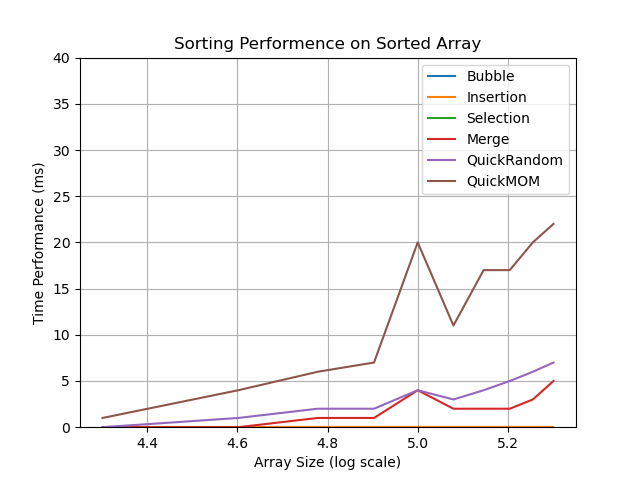 Sorting Performence on Sorted Array
40
35
30
25
20
15
10
5
0
Time Performance (ms)
Bubble
Insertion
Selection
Merge
QuickRandom
QuickMOM
4.4 4.6 4.8 5.0 5.2
Array Size (log scale)